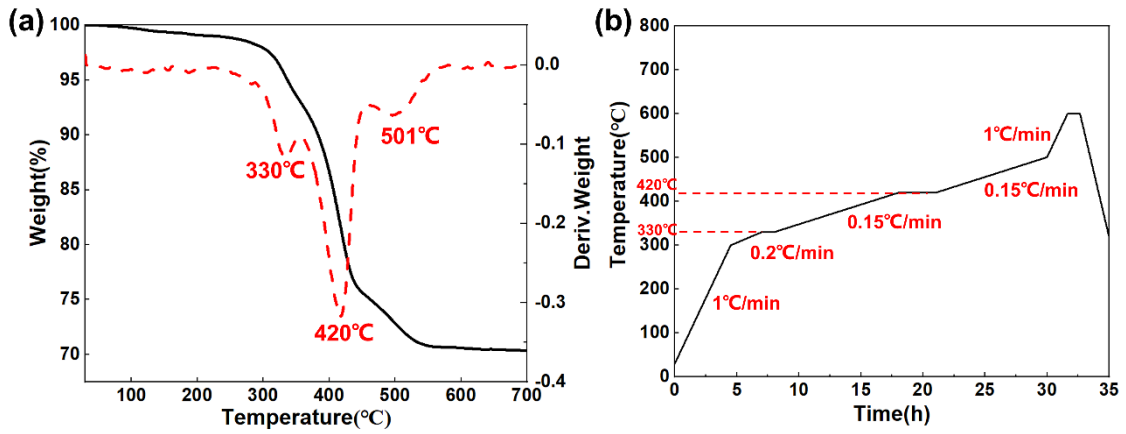 (a)
100
95
90
85
80
75
70
Weight(%)
330℃
420℃
501℃
0.0
-0.1
-0.2
-0.3
-0.4
Deriv.Weight
100 200 300 400 500 600 700
Temperature(℃)
(b)
800
700
600
500
420℃
400
330℃
300
200
100
0
Temperature(℃)
1℃/min
0.2℃/min
0.15℃/min
0.15℃/min
1℃/min
0 5 10 15 20 25 30 35
Time(h)